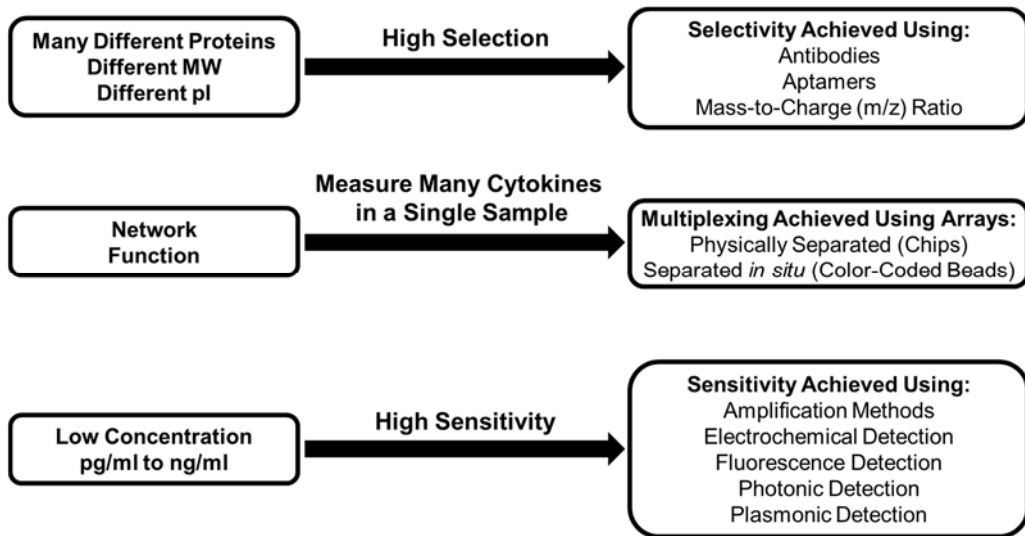 Many Different Proteins
Different MW
Different pI
High Selection
Selectivity Achieved Using:
Antibodies
Aptamers
Mass-to-Charge (m/z) Ratio
Network
Function
Measure Many Cytokines
in a Single Sample
Multiplexing Achieved Using Arrays:
Physically Separated (Chips)
Separated in situ (Color-Coded Beads)
Low Concentration
pg/ml to ng/ml
High Sensitivity
Sensitivity Achieved Using:
Amplification Methods
Electrochemical Detection
Fluorescence Detection
Photonic Detection
Plasmonic Detection